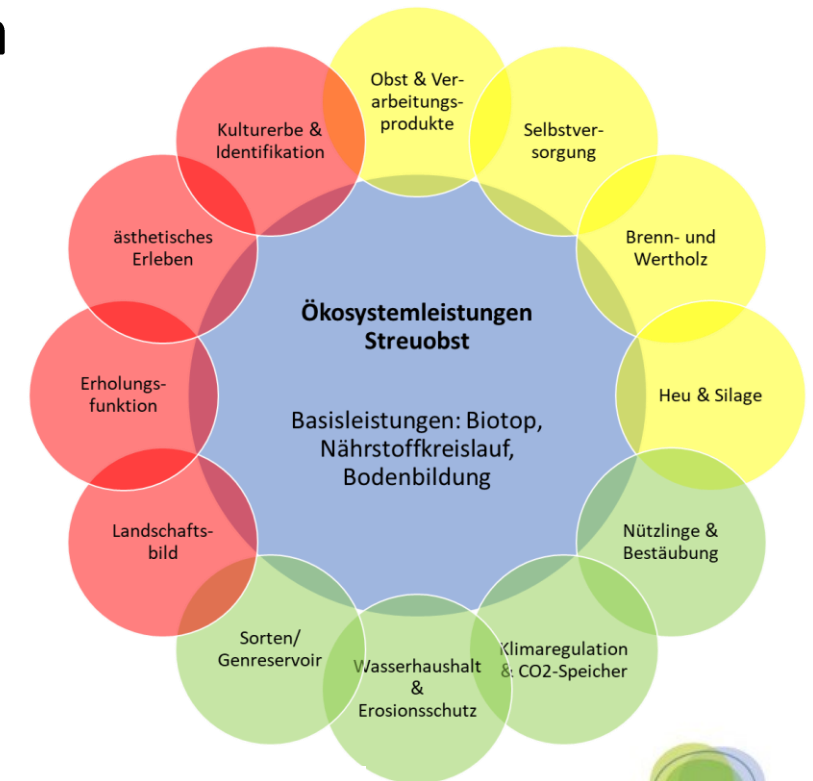 Ökosystemleistungen
Streuobst
Basisleistungen: Biotop,
Nährstoffkreislauf,
Bodenbildung
Obst & Ver-
arbeitungs-
produkte
Selbstver-
sorgung
Brenn- und
Wertholz
Heu & Silage
Nützlinge &
Bestäubung
Klimaregulation
& CO2-Speicher
Wasserhaushalt
&
Erosionsschutz
Sorten/
Genreservoir
Landschafts-
bild
Erholungs-
funktion
ästhetisches
Erleben
Kulturerbe &
Identifikation